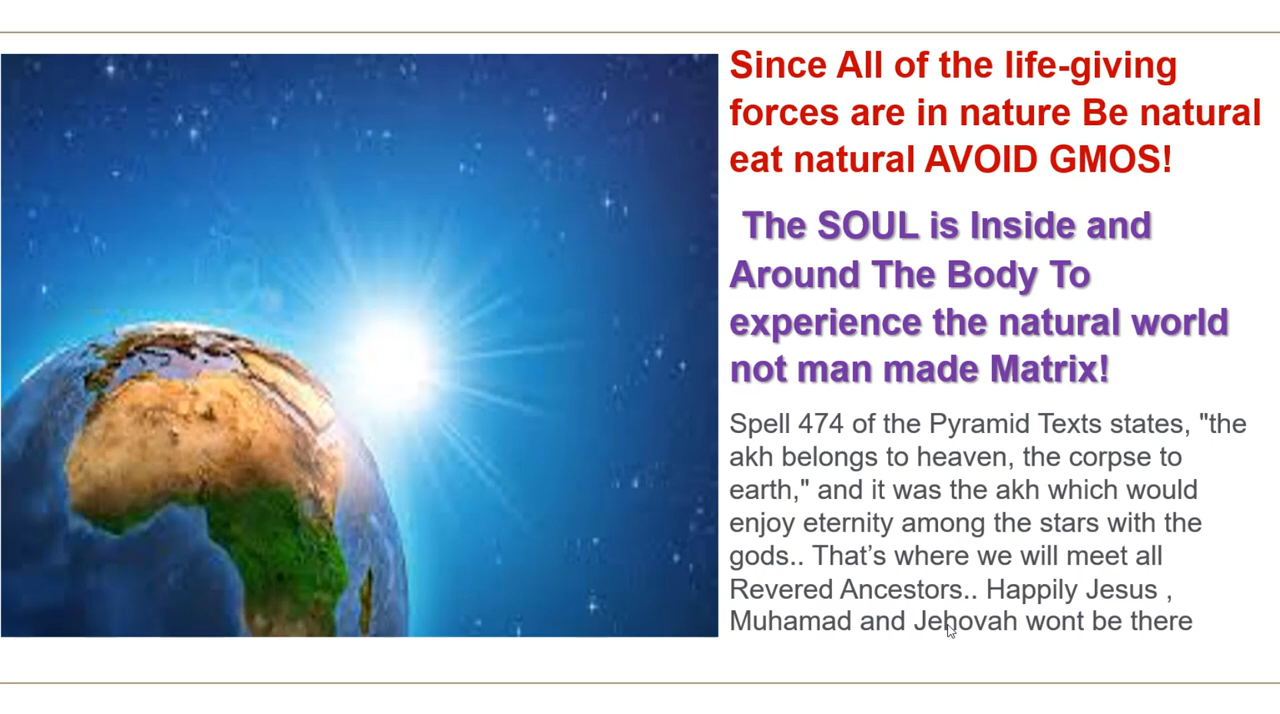 Since All of the life-giving
forces are in nature Be natural
eat natural AVOID GMOS!
The SOUL is Inside and
Around The Body To
experience the natural world
not man made Matrix!
Spell 474 of the Pyramid Texts states, "the
akh belongs to heaven, the corpse to
earth," and it was the akh which would
enjoy eternity among the stars with the
gods.. That’s where we will meet all
Revered Ancestors.. Happily Jesus ,
Muhamad and Jehovah wont be there